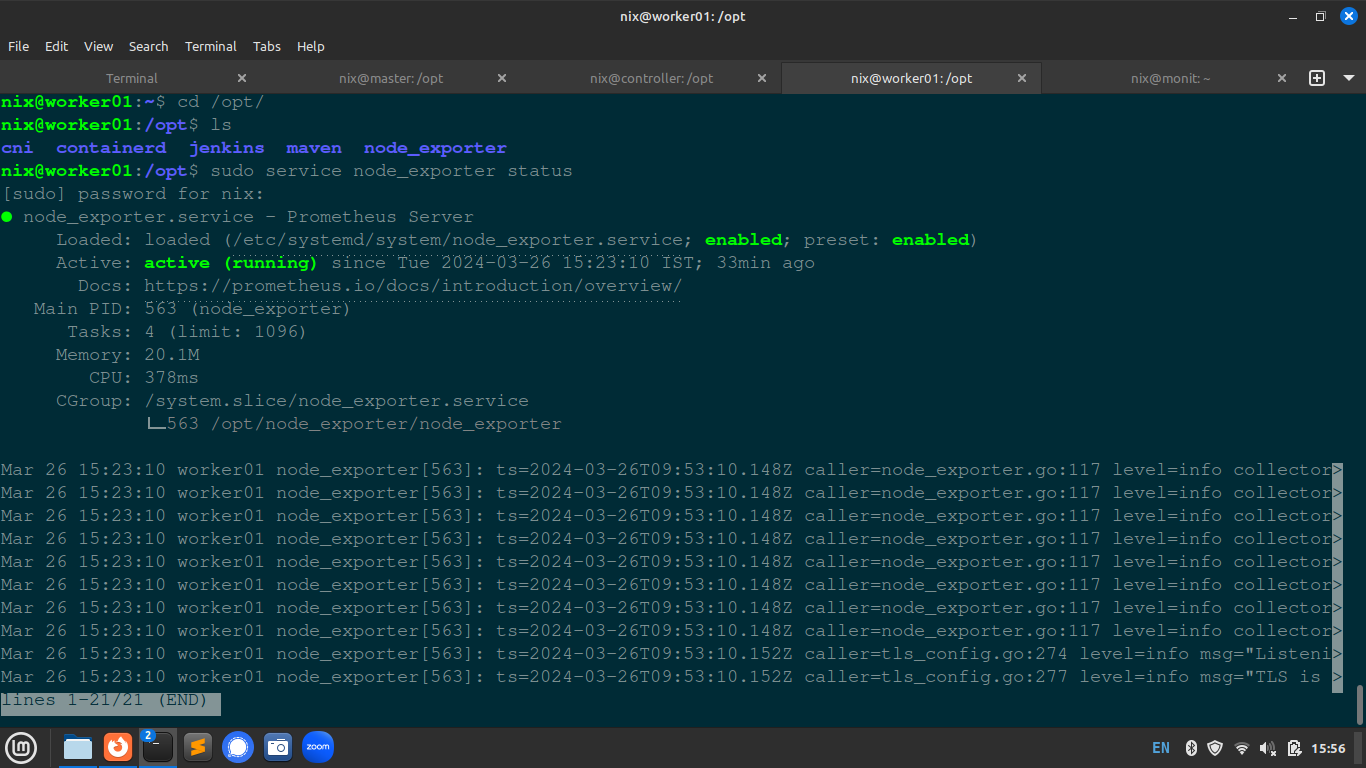 nix@worker01: /opt
File Edit View Search Terminal Tabs Help
Terminal nix@master: /opt nix@controller: /opt nix@worker01: /opt nix@monit: ~
nix@worker01:~$ cd /opt/
nix@worker01:/opt$ ls
cni containerd jenkins maven node_exporter
nix@worker01:/opt$ sudo service node_exporter status
[sudo] password for nix:
● node_exporter.service - Prometheus Server
Loaded: loaded (/etc/systemd/system/node_exporter.service; enabled; preset: enabled)
Active: active (running) since Tue 2024-03-26 15:23:10 IST; 33min ago
Docs: https://prometheus.io/docs/introduction/overview/
Main PID: 563 (node_exporter)
Tasks: 4 (limit: 1096)
Memory: 20.1M
CPU: 378ms
CGroup: /system.slice/node_exporter.service
└─563 /opt/node_exporter/node_exporter
Mar 26 15:23:10 worker01 node_exporter[563]: ts=2024-03-26T09:53:10.148Z caller=node_exporter.go:117 level=info collector>
Mar 26 15:23:10 worker01 node_exporter[563]: ts=2024-03-26T09:53:10.148Z caller=node_exporter.go:117 level=info collector>
Mar 26 15:23:10 worker01 node_exporter[563]: ts=2024-03-26T09:53:10.148Z caller=node_exporter.go:117 level=info collector>
Mar 26 15:23:10 worker01 node_exporter[563]: ts=2024-03-26T09:53:10.148Z caller=node_exporter.go:117 level=info collector>
Mar 26 15:23:10 worker01 node_exporter[563]: ts=2024-03-26T09:53:10.148Z caller=node_exporter.go:117 level=info collector>
Mar 26 15:23:10 worker01 node_exporter[563]: ts=2024-03-26T09:53:10.148Z caller=node_exporter.go:117 level=info collector>
Mar 26 15:23:10 worker01 node_exporter[563]: ts=2024-03-26T09:53:10.148Z caller=node_exporter.go:117 level=info collector>
Mar 26 15:23:10 worker01 node_exporter[563]: ts=2024-03-26T09:53:10.148Z caller=node_exporter.go:117 level=info collector>
Mar 26 15:23:10 worker01 node_exporter[563]: ts=2024-03-26T09:53:10.152Z caller=tls_config.go:274 level=info msg="Listeni>
Mar 26 15:23:10 worker01 node_exporter[563]: ts=2024-03-26T09:53:10.152Z caller=tls_config.go:277 level=info msg="TLS is >
lines 1-21/21 (END)
2 zoom EN 15:56